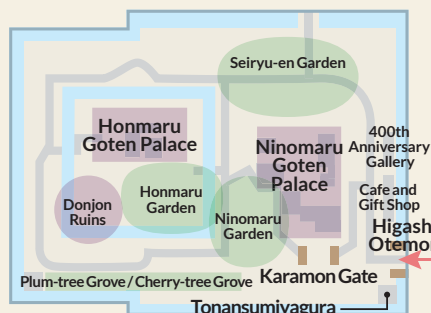 Seiryu-en Garden
Honmaru
Goten Palace
Ninomaru
Goten
Palace
400th
Anniversary
Gallery
Cafe and
Gift Shop
Honmaru
Garden
Donjon
Ruins
Ninomaru
Garden
Karamon Gate
Plum-tree Grove / Cherry-tree Grove